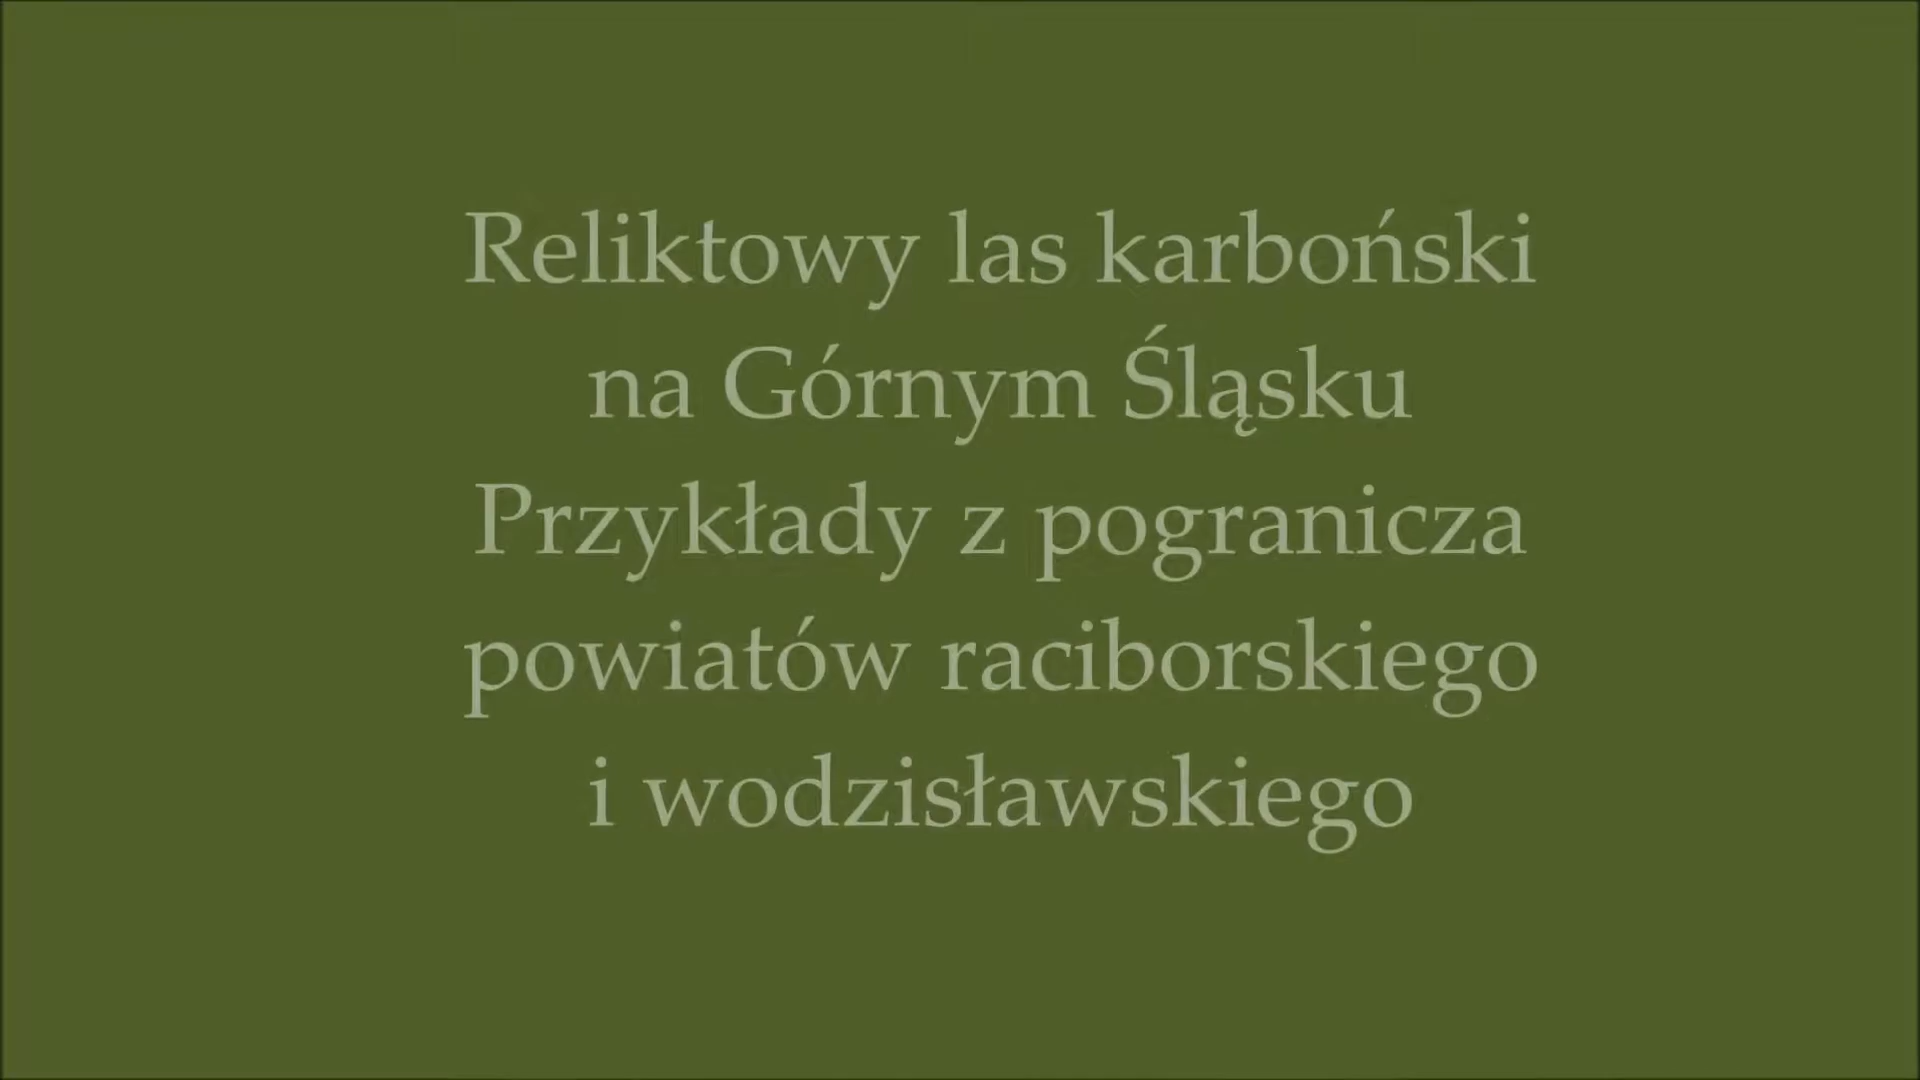 Reliktowy las karboński
na Górnym Śląsku
Przykłady z pogranicza
powiatów raciborskiego
i wodzisławskiego